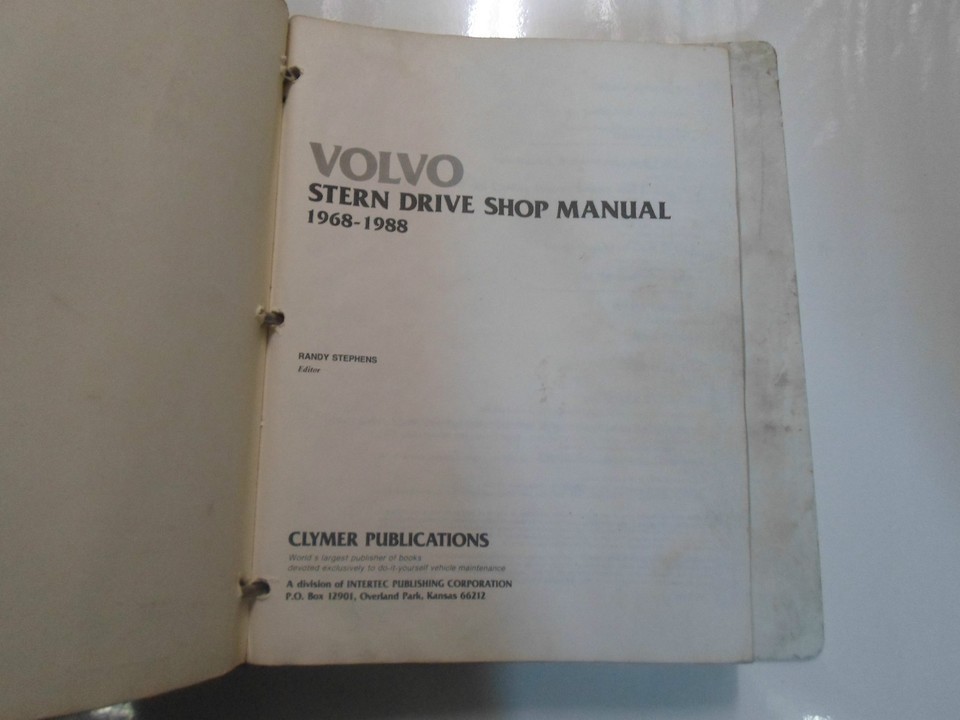 VOLVO
STERN DRIVE SHOP MANUAL
1968-1988
RANDY STEPHENS
Editor
CLYMER PUBLICATIONS
World's largest publisher of books
devoted exclusively to do-it-yourself vehicle maintenance
A division of INTERTEC PUBLISHING CORPORATION
P.O. Box 12901, Overland Park, Kansas 66212